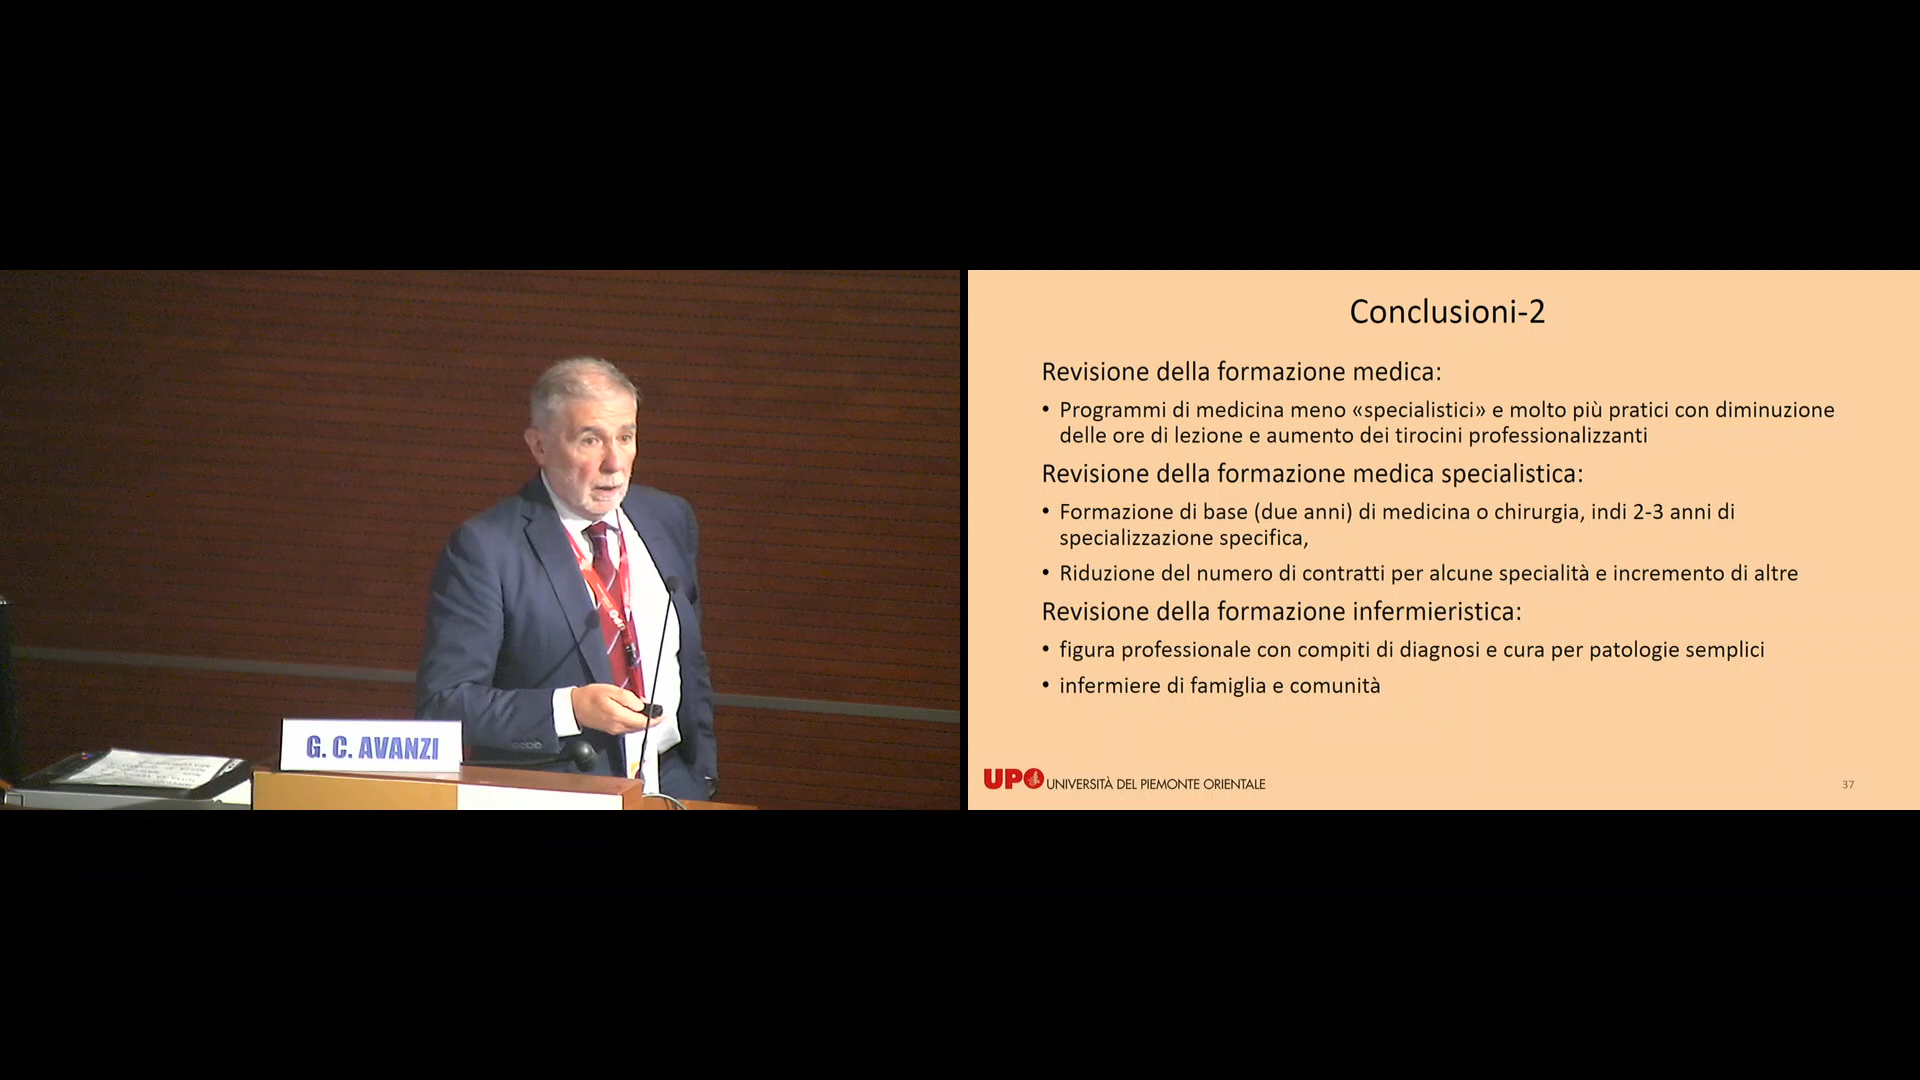 G. C. AVANZI
Conclusioni-2
Revisione della formazione medica:
• Programmi di medicina meno «specialistici» e molto più pratici con diminuzione
delle ore di lezione e aumento dei tirocini professionalizzanti
Revisione della formazione medica specialistica:
• Formazione di base (due anni) di medicina o chirurgia, indi 2-3 anni di
specializzazione specifica,
• Riduzione del numero di contratti per alcune specialità e incremento di altre
Revisione della formazione infermieristica:
• figura professionale con compiti di diagnosi e cura per patologie semplici
• infermiere di famiglia e comunità
UPO UNIVERSITÀ DEL PIEMONTE ORIENTALE
37